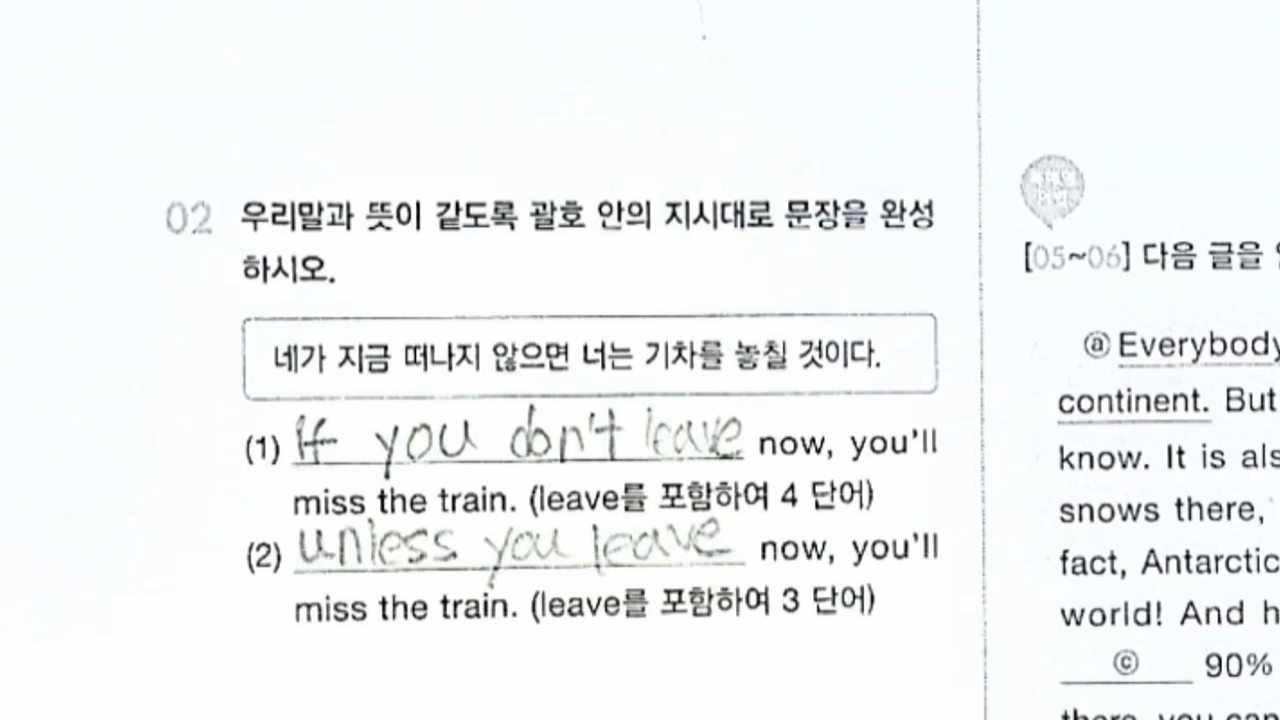 02 우리말과 뜻이 같도록 괄호 안의 지시대로 문장을 완성
하시오.
네가 지금 떠나지 않으면 너는 기차를 놓칠 것이다.
(1) If you don't leave now, you'll
miss the train. (leave를 포함하여 4 단어)
(2) unless you leave now, you'll
miss the train. (leave를 포함하여 3 단어)
[05~06] 다음 글을
ⓐ Everybody
continent. But
know. It is als
snows there,
fact, Antarctic
world! And h
ⓒ 90%
there, you can